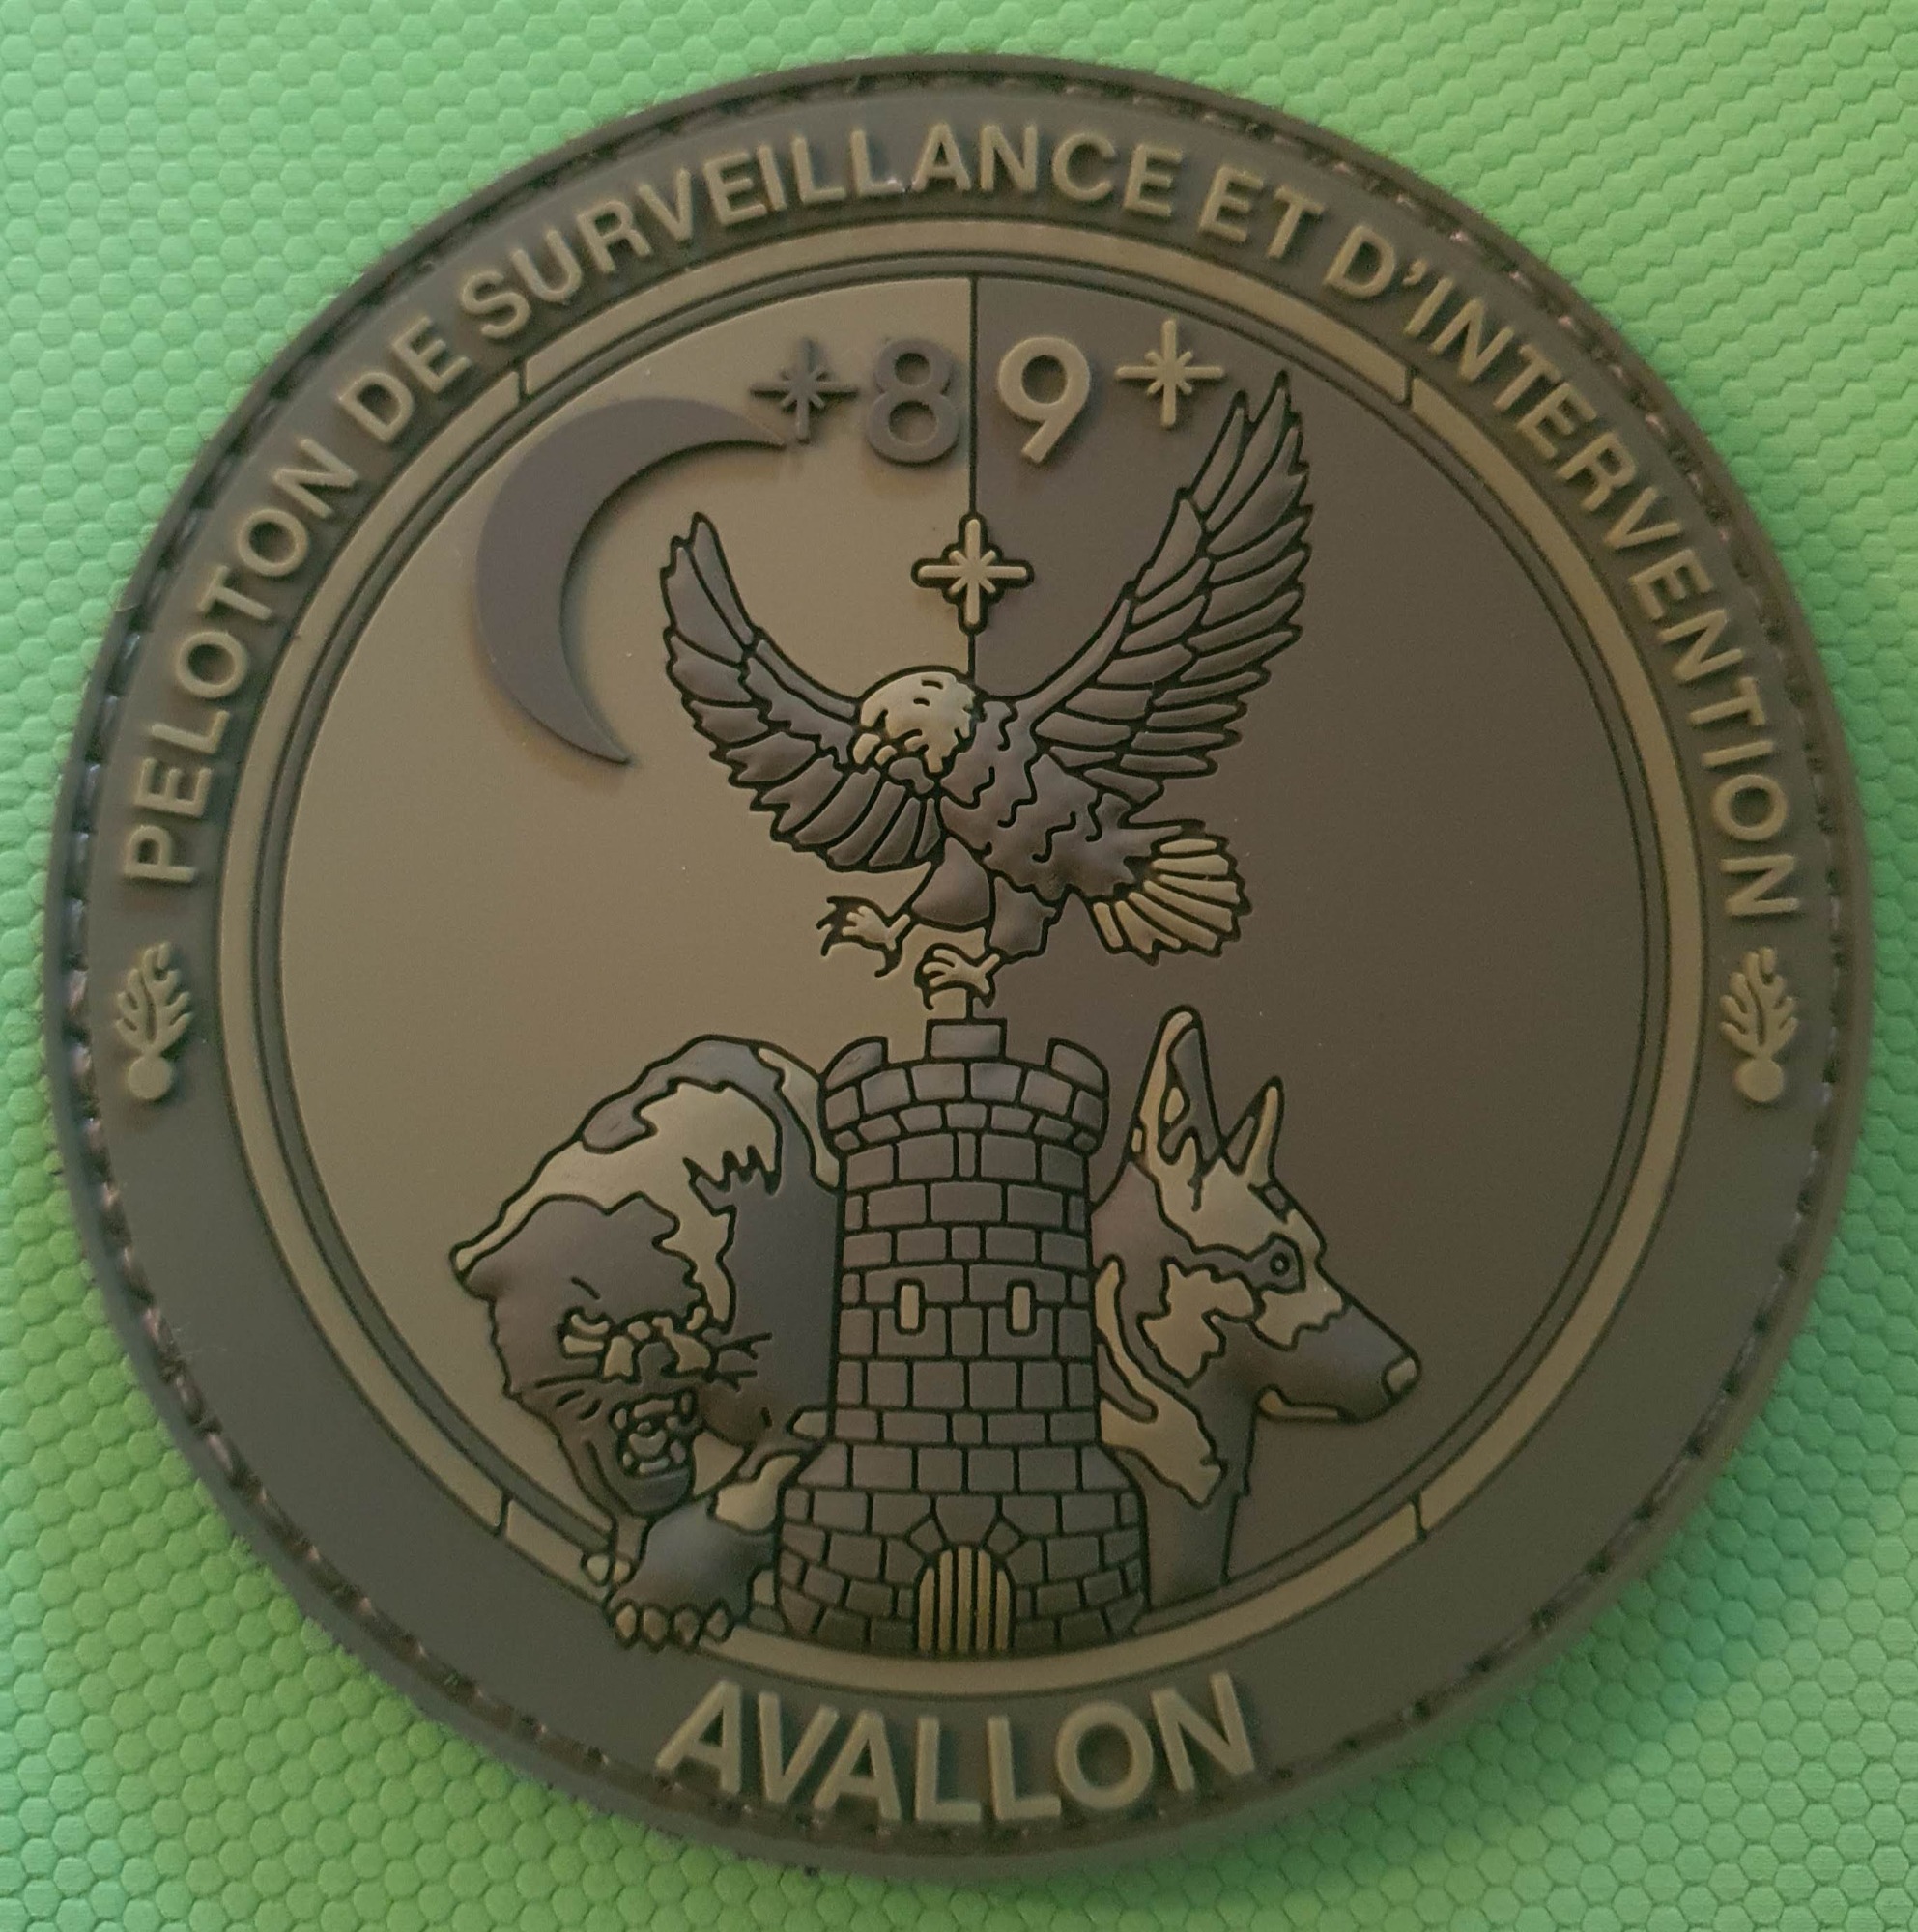 PELOTON DE SURVEILLANCE ET D'INTERVENTION
89
AVALLON